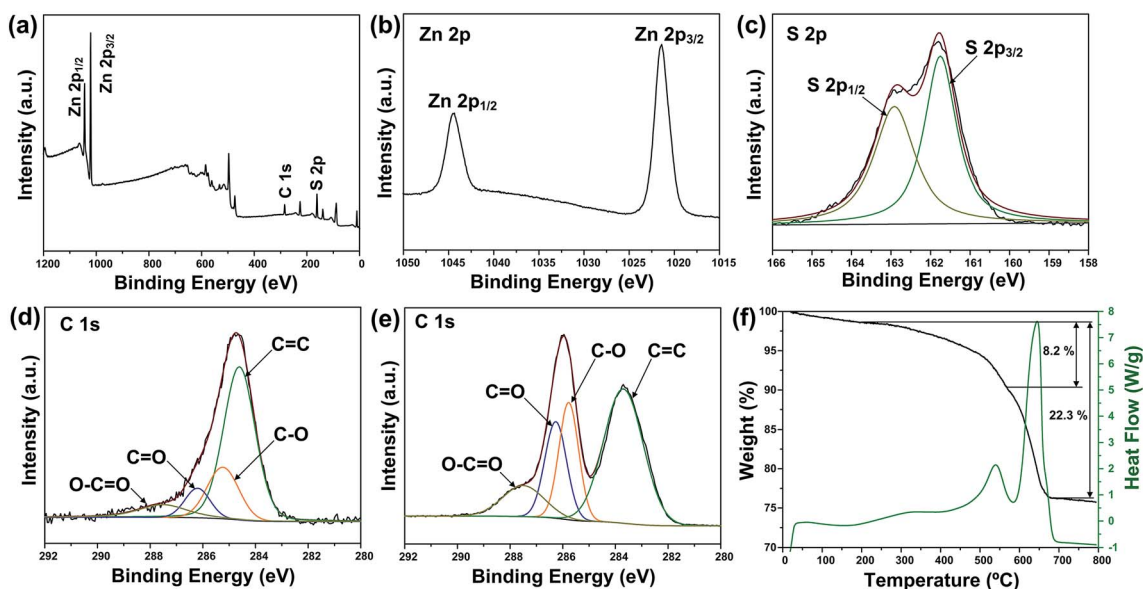 (a)
Zn 2p1/2
Zn 2p3/2
C 1s
S 2p
Intensity (a.u.)
1200 1000 800 600 400 200 0
Binding Energy (eV)
(b)
Zn 2p
Zn 2p3/2
Zn 2p1/2
Intensity (a.u.)
1050 1045 1040 1035 1030 1025 1020 1015
Binding Energy (eV)
(c)
S 2p
S 2p3/2
S 2p1/2
Intensity (a.u.)
166 165 164 163 162 161 160 159 158
Binding Energy (eV)
(d)
C 1s
C=C
C-O
C=O
O-C=O
Intensity (a.u.)
292 290 288 286 284 282 280
Binding Energy (eV)
(e)
C 1s
C-O
C=O
C=C
O-C=O
Intensity (a.u.)
292 290 288 286 284 282 280
Binding Energy (eV)
(f)
100
95
90
85
80
75
70
Weight (%)
8.2 %
22.3 %
8
7
6
5
4
3
2
1
0
-1
Heat Flow (W/g)
0 100 200 300 400 500 600 700 800
Temperature (ºC)